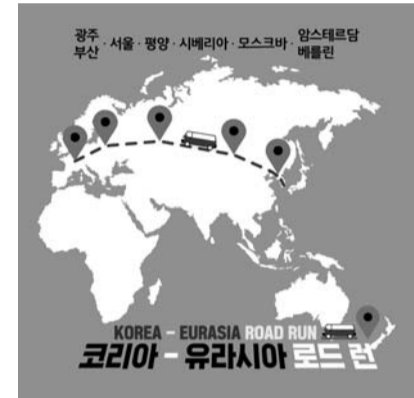 광주 부산 · 서울 · 평양 · 시베리아 · 모스크바 · 암스테르담 베를린
KOREA – EURASIA ROAD RUN
코리아 – 유라시아 로드 런